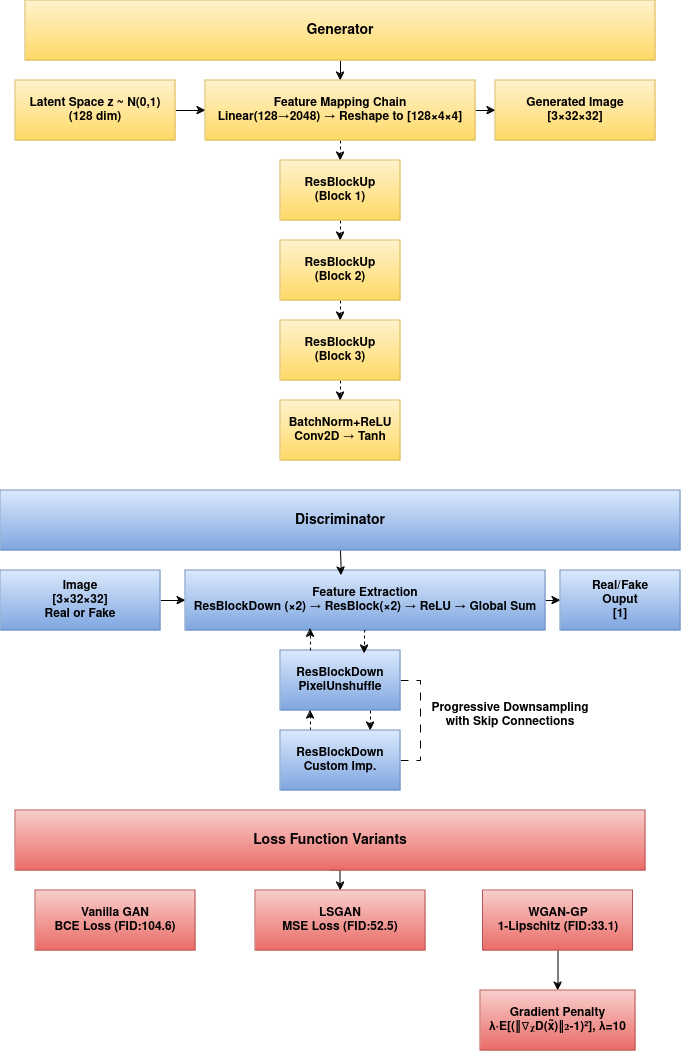 Generator
Latent Space z ~ N(0,1)
(128 dim)
Feature Mapping Chain
Linear(128→2048) → Reshape to [128×4×4]
Generated Image
[3×32×32]
ResBlockUp
(Block 1)
ResBlockUp
(Block 2)
ResBlockUp
(Block 3)
BatchNorm+ReLU
Conv2D → Tanh
Discriminator
Image
[3×32×32]
Real or Fake
Feature Extraction
ResBlockDown (×2) → ResBlock(×2) → ReLU → Global Sum
Real/Fake
Ouput
[1]
ResBlockDown
PixelUnshuffle
Progressive Downsampling
with Skip Connections
ResBlockDown
Custom Imp.
Loss Function Variants
Vanilla GAN
BCE Loss (FID:104.6)
LSGAN
MSE Loss (FID:52.5)
WGAN-GP
1-Lipschitz (FID:33.1)
Gradient Penalty
λ·E[(‖∇ᵪD(x̃)‖₂-1)²], λ=10